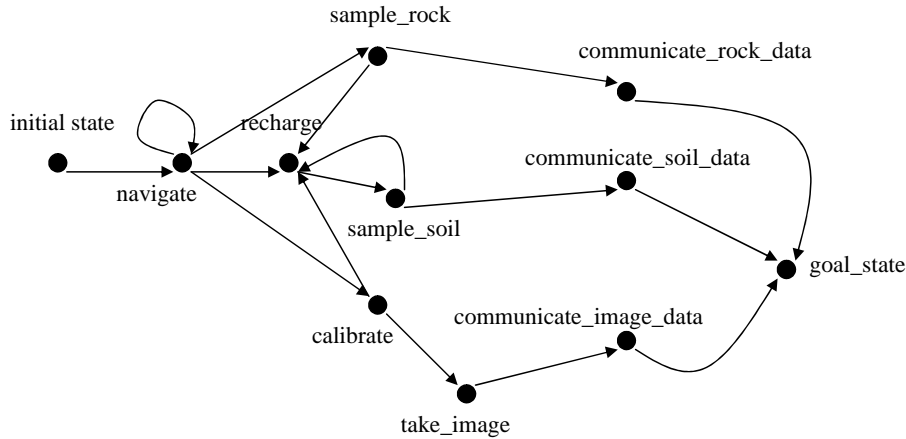 sample_rock
communicate_rock_data
initial state
recharge
communicate_soil_data
navigate
sample_soil
goal_state
communicate_image_data
calibrate
take_image